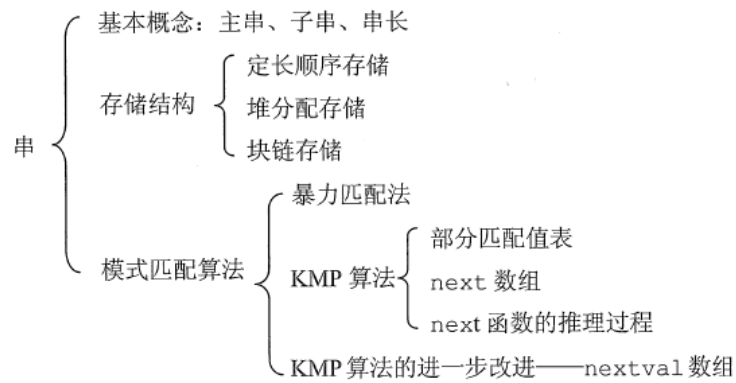 基本概念：主串、子串、串长
定长顺序存储
存储结构
堆分配存储
块链存储
串
暴力匹配法
部分匹配值表
模式匹配算法
KMP 算法
next 数组
next 函数的推理过程
KMP 算法的进一步改进——nextval 数组